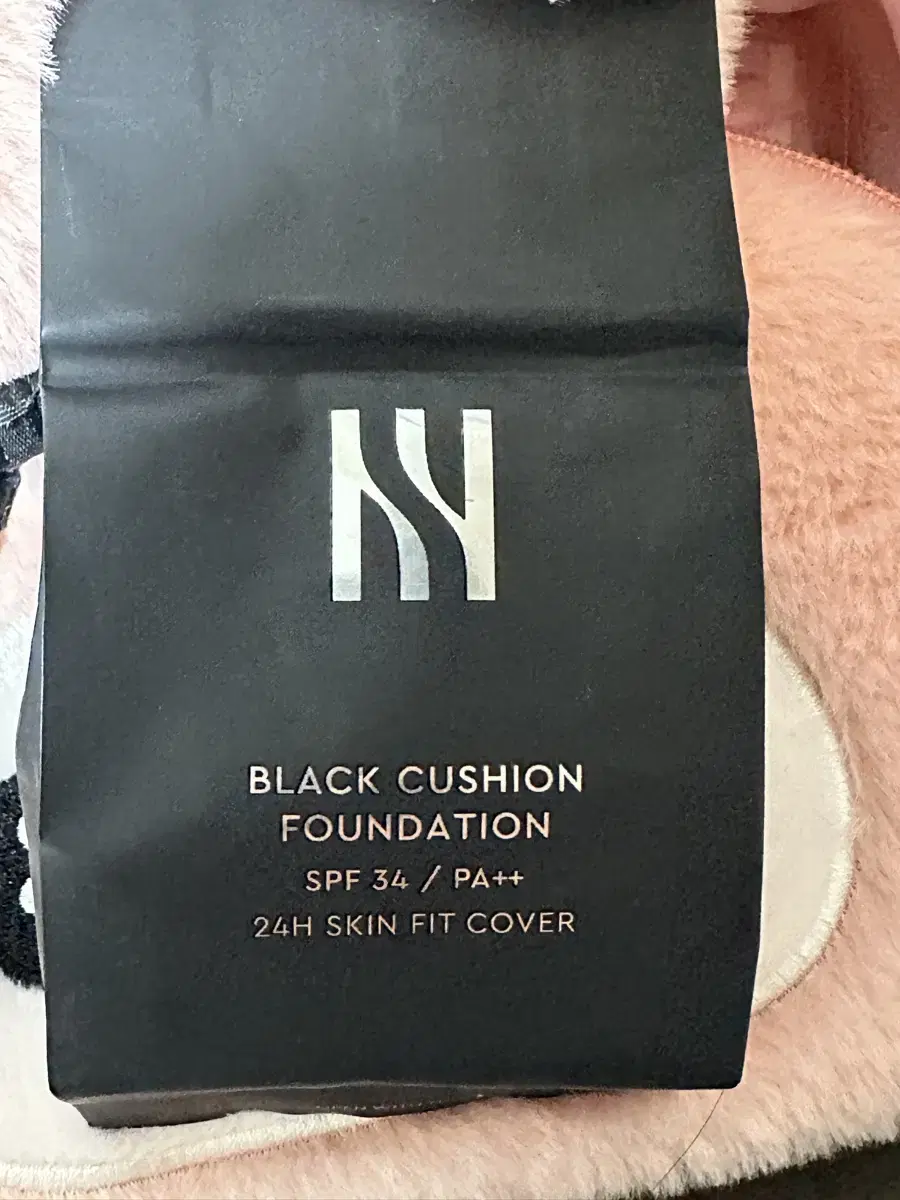 BLACK CUSHION
FOUNDATION
SPF 34 / PA++
24H SKIN FIT COVER